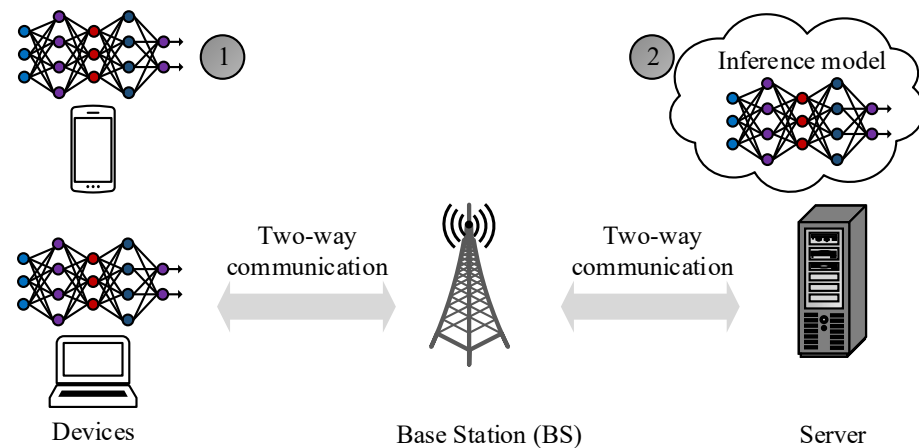 1
2
Inference model
Two-way
communication
Two-way
communication
Devices
Base Station (BS)
Server